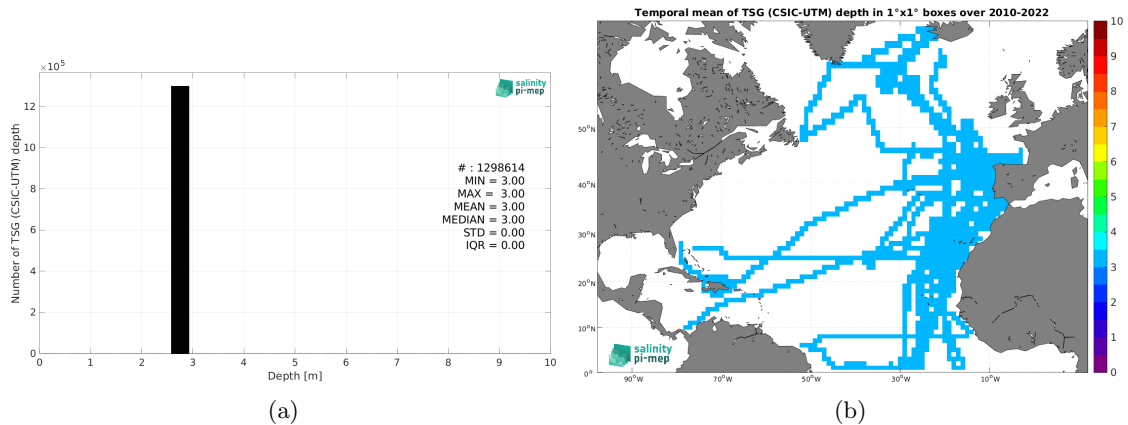 Temporal mean of TSG (CSIC-UTM) depth in 1°x1° boxes over 2010-2022
×10⁵
Number of TSG (CSIC-UTM) depth
12
10
8
6
4
2
0
0 1 2 3 4 5 6 7 8 9 10
Depth [m]
salinity
pi-mep
# : 1298614
MIN = 3.00
MAX = 3.00
MEAN = 3.00
MEDIAN = 3.00
STD = 0.00
IQR = 0.00
(a)
50°N
40°N
30°N
20°N
10°N
0°
90°W 70°W 50°W 30°W 10°W
salinity
pi-mep
10
9
8
7
6
5
4
3
2
1
0
(b)